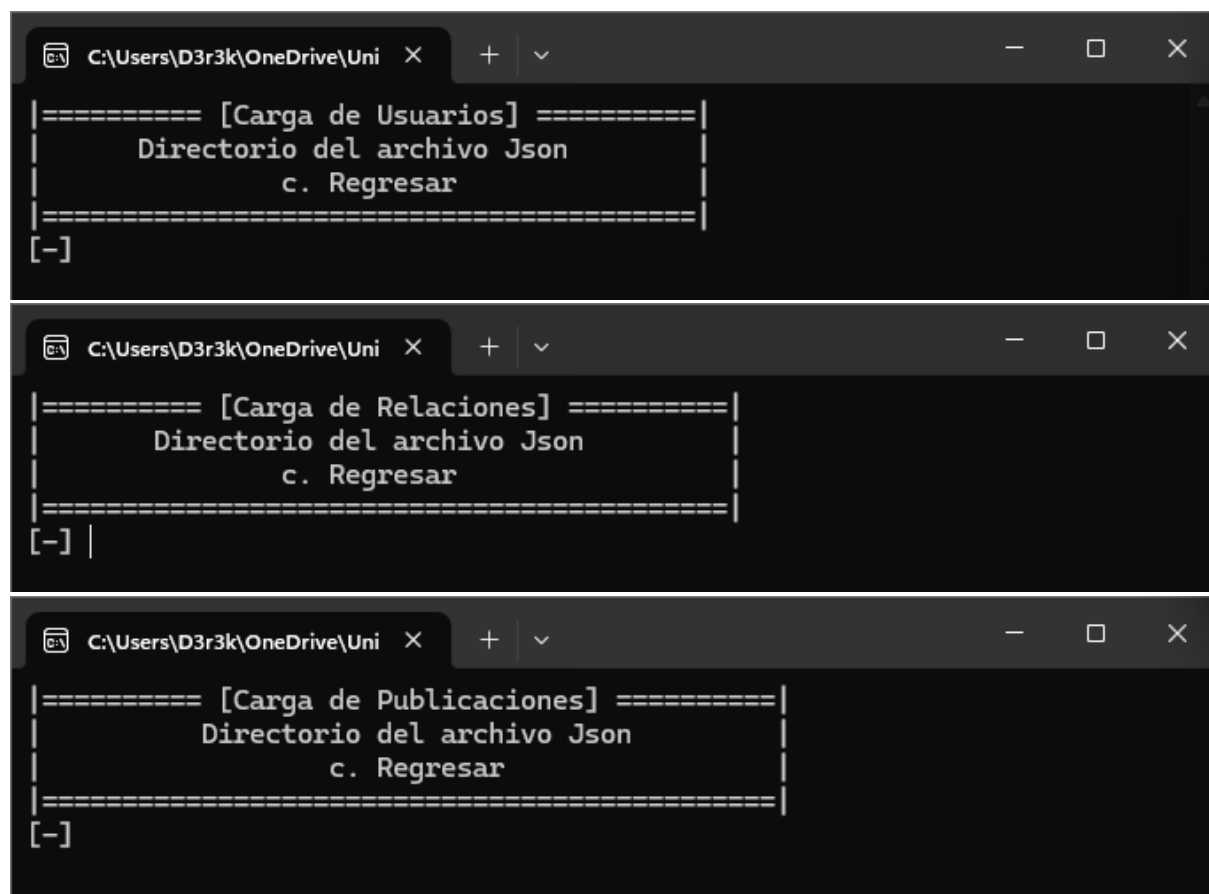 C:\Users\D3r3k\OneDrive\Uni
|========== [Carga de Usuarios] ==========|
|      Directorio del archivo Json        |
|               c. Regresar               |
|=========================================|
[-]
C:\Users\D3r3k\OneDrive\Uni
|========== [Carga de Relaciones] ==========|
|       Directorio del archivo Json         |
|               c. Regresar                 |
|===========================================|
[-]
C:\Users\D3r3k\OneDrive\Uni
|========== [Carga de Publicaciones] ==========|
|          Directorio del archivo Json         |
|                  c. Regresar                 |
|==============================================|
[-]